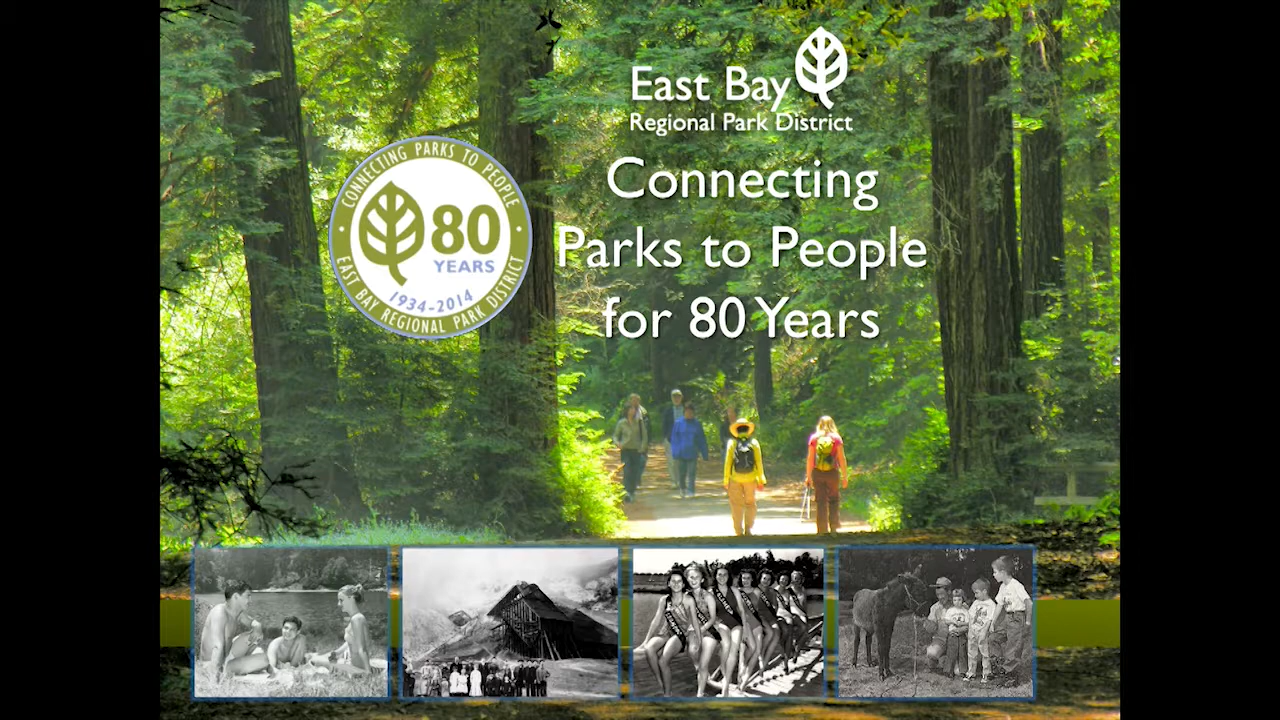 East Bay
Regional Park District
Connecting
Parks to People
for 80 Years
CONNECTING PARKS TO PEOPLE
80
YEARS
1934-2014
EAST BAY REGIONAL PARK DISTRICT